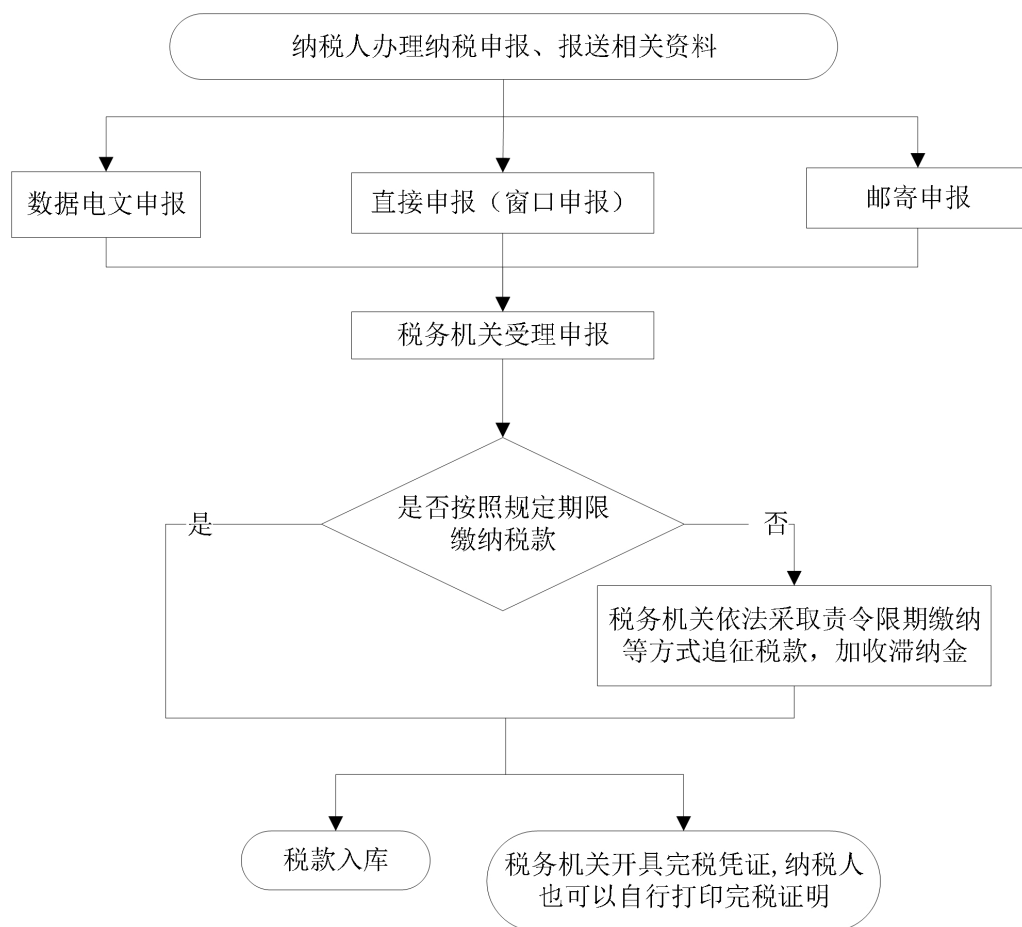 纳税人办理纳税申报、报送相关资料
数据电文申报
直接申报（窗口申报）
邮寄申报
税务机关受理申报
是否按照规定期限
缴纳税款
是
否
税务机关依法采取责令限期缴纳
等方式追征税款，加收滞纳金
税款入库
税务机关开具完税凭证,纳税人
也可以自行打印完税证明